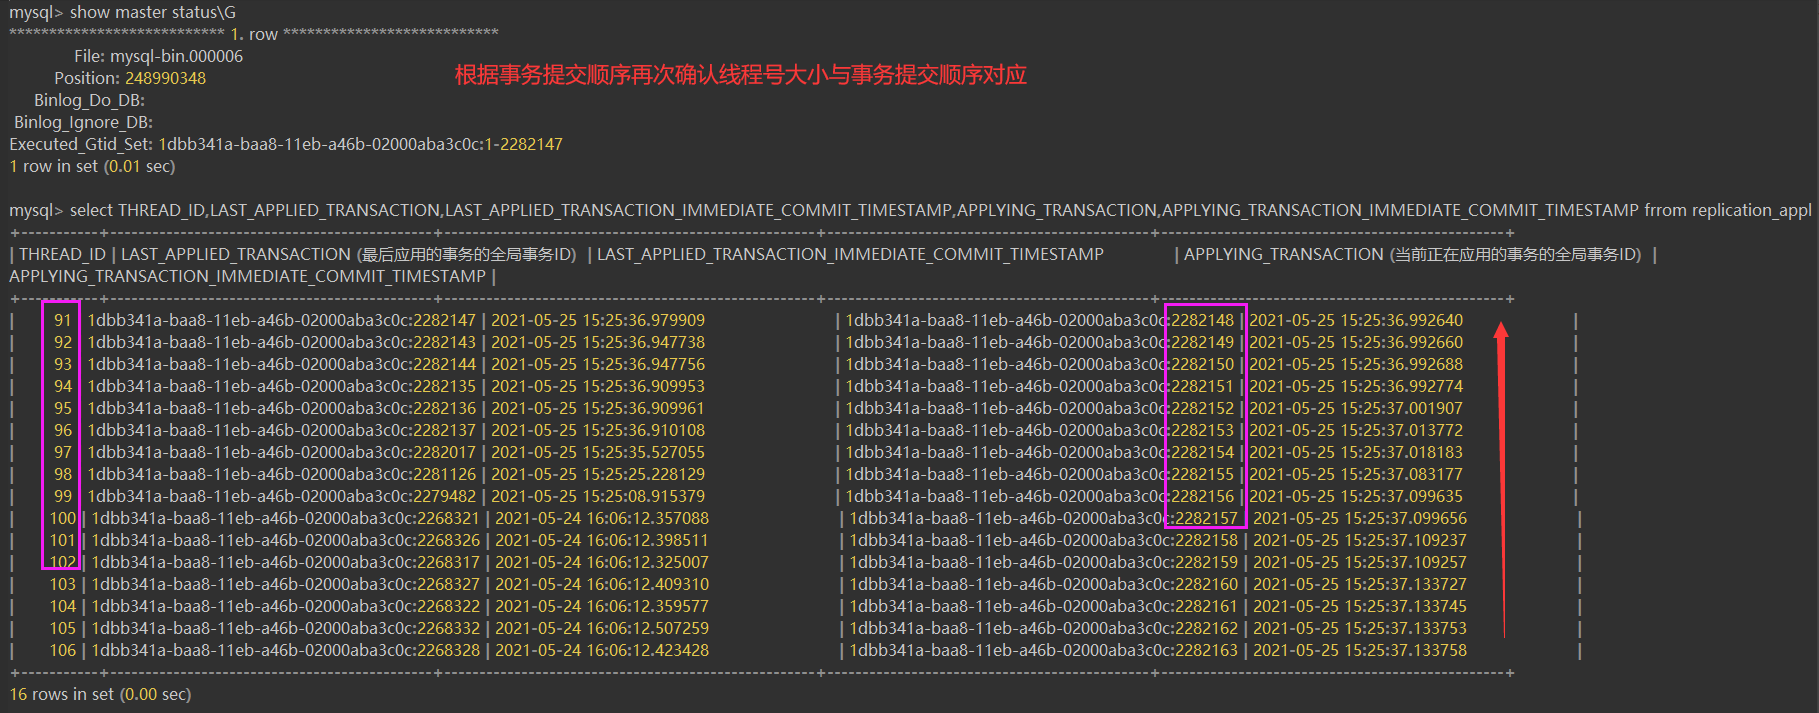 mysql> show master status\G
*************************** 1. row ***************************
File: mysql-bin.000006
Position: 248990348
根据事务提交顺序再次确认线程号大小与事务提交顺序对应
Binlog_Do_DB:
Binlog_Ignore_DB:
Executed_Gtid_Set: 1dbb341a-baa8-11eb-a46b-02000aba3c0c:1-2282147
1 row in set (0.01 sec)
mysql> select THREAD_ID,LAST_APPLIED_TRANSACTION,LAST_APPLIED_TRANSACTION_IMMEDIATE_COMMIT_TIMESTAMP,APPLYING_TRANSACTION,APPLYING_TRANSACTION_IMMEDIATE_COMMIT_TIMESTAMP frrom replication_appl
+-----------+-----------------------------------------+------------------------------------------------+------------------------------------------+--------------------------------------------+
| THREAD_ID | LAST_APPLIED_TRANSACTION (最后应用的事务的全局事务ID) | LAST_APPLIED_TRANSACTION_IMMEDIATE_COMMIT_TIMESTAMP | APPLYING_TRANSACTION (当前正在应用的事务的全局事务ID) |
APPLYING_TRANSACTION_IMMEDIATE_COMMIT_TIMESTAMP |
+-----------+-----------------------------------------+------------------------------------------------+------------------------------------------+--------------------------------------------+
| 91 1dbb341a-baa8-11eb-a46b-02000aba3c0c:2282147 | 2021-05-25 15:25:36.979909 | 1dbb341a-baa8-11eb-a46b-02000aba3c0c:2282148 | 2021-05-25 15:25:36.992640 |
| 92 1dbb341a-baa8-11eb-a46b-02000aba3c0c:2282143 | 2021-05-25 15:25:36.947738 | 1dbb341a-baa8-11eb-a46b-02000aba3c0c:2282149 | 2021-05-25 15:25:36.992660 |
| 93 1dbb341a-baa8-11eb-a46b-02000aba3c0c:2282144 | 2021-05-25 15:25:36.947756 | 1dbb341a-baa8-11eb-a46b-02000aba3c0c:2282150 | 2021-05-25 15:25:36.992688 |
| 94 1dbb341a-baa8-11eb-a46b-02000aba3c0c:2282135 | 2021-05-25 15:25:36.909953 | 1dbb341a-baa8-11eb-a46b-02000aba3c0c:2282151 | 2021-05-25 15:25:36.992774 |
| 95 1dbb341a-baa8-11eb-a46b-02000aba3c0c:2282136 | 2021-05-25 15:25:36.909961 | 1dbb341a-baa8-11eb-a46b-02000aba3c0c:2282152 | 2021-05-25 15:25:37.001907 |
| 96 1dbb341a-baa8-11eb-a46b-02000aba3c0c:2282137 | 2021-05-25 15:25:36.910108 | 1dbb341a-baa8-11eb-a46b-02000aba3c0c:2282153 | 2021-05-25 15:25:37.013772 |
| 97 1dbb341a-baa8-11eb-a46b-02000aba3c0c:2282017 | 2021-05-25 15:25:35.527055 | 1dbb341a-baa8-11eb-a46b-02000aba3c0c:2282154 | 2021-05-25 15:25:37.018183 |
| 98 1dbb341a-baa8-11eb-a46b-02000aba3c0c:2281126 | 2021-05-25 15:25:25.228129 | 1dbb341a-baa8-11eb-a46b-02000aba3c0c:2282155 | 2021-05-25 15:25:37.083177 |
| 99 1dbb341a-baa8-11eb-a46b-02000aba3c0c:2279482 | 2021-05-25 15:25:08.915379 | 1dbb341a-baa8-11eb-a46b-02000aba3c0c:2282156 | 2021-05-25 15:25:37.099635 |
| 100 | 1dbb341a-baa8-11eb-a46b-02000aba3c0c:2268321 | 2021-05-24 16:06:12.357088 | 1dbb341a-baa8-11eb-a46b-02000aba3c0c:2282157 | 2021-05-25 15:25:37.099656 |
| 101 | 1dbb341a-baa8-11eb-a46b-02000aba3c0c:2268326 | 2021-05-24 16:06:12.398511 | 1dbb341a-baa8-11eb-a46b-02000aba3c0c:2282158 | 2021-05-25 15:25:37.109237 |
| 102 | 1dbb341a-baa8-11eb-a46b-02000aba3c0c:2268317 | 2021-05-24 16:06:12.325007 | 1dbb341a-baa8-11eb-a46b-02000aba3c0c:2282159 | 2021-05-25 15:25:37.109257 |
| 103 | 1dbb341a-baa8-11eb-a46b-02000aba3c0c:2268327 | 2021-05-24 16:06:12.409310 | 1dbb341a-baa8-11eb-a46b-02000aba3c0c:2282160 | 2021-05-25 15:25:37.133727 |
| 104 | 1dbb341a-baa8-11eb-a46b-02000aba3c0c:2268322 | 2021-05-24 16:06:12.359577 | 1dbb341a-baa8-11eb-a46b-02000aba3c0c:2282161 | 2021-05-25 15:25:37.133745 |
| 105 | 1dbb341a-baa8-11eb-a46b-02000aba3c0c:2268332 | 2021-05-24 16:06:12.507259 | 1dbb341a-baa8-11eb-a46b-02000aba3c0c:2282162 | 2021-05-25 15:25:37.133753 |
| 106 | 1dbb341a-baa8-11eb-a46b-02000aba3c0c:2268328 | 2021-05-24 16:06:12.423428 | 1dbb341a-baa8-11eb-a46b-02000aba3c0c:2282163 | 2021-05-25 15:25:37.133758 |
+-----------+-----------------------------------------+------------------------------------------------+------------------------------------------+--------------------------------------------+
16 rows in set (0.00 sec)